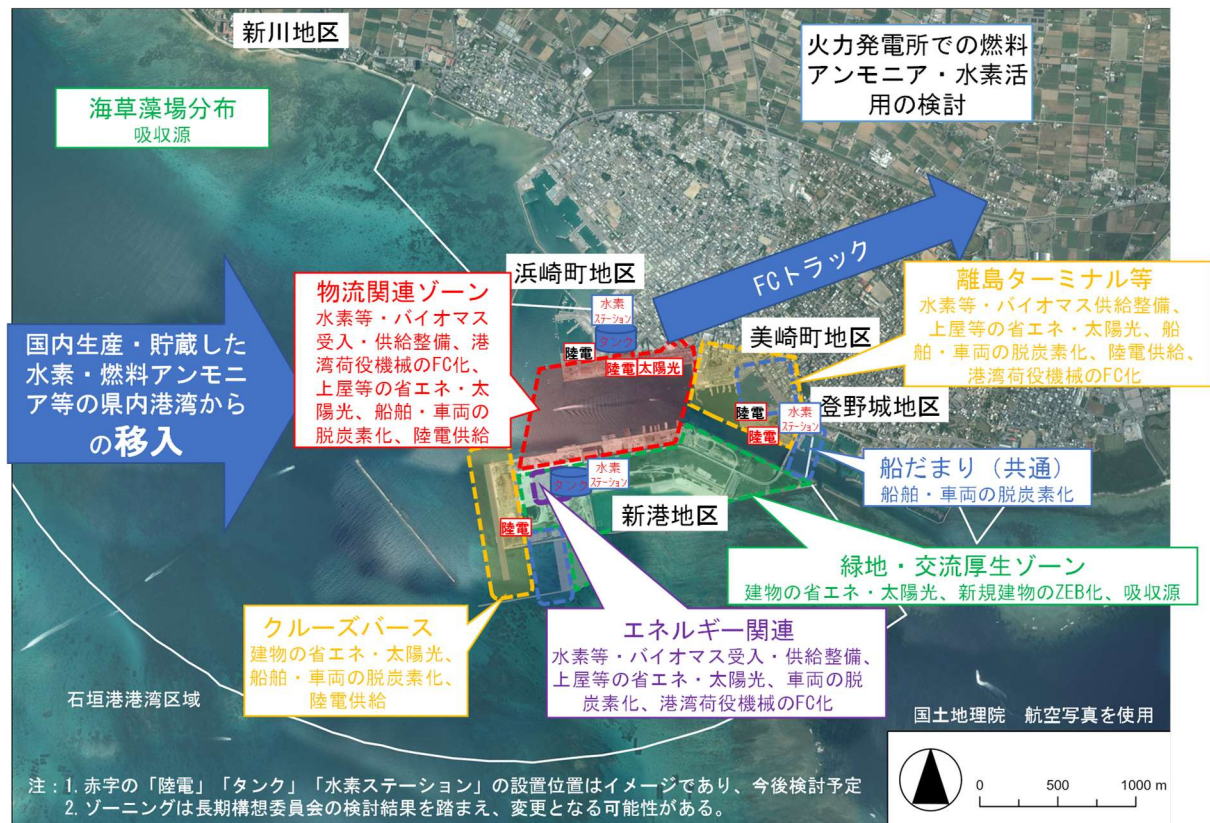 新川地区
海草藻場分布
吸収源
火力発電所での燃料
アンモニア・水素活
用の検討
国内生産・貯蔵した
水素・燃料アンモニ
ア等の県内港湾から
の移入
物流関連ゾーン
水素等・バイオマス
受入・供給整備、港
湾荷役機械のFC化、
上屋等の省エネ・太
陽光、船舶・車両の
脱炭素化、陸電供給
浜崎町地区
水素
ステーション
タンク
陸電
陸電
太陽光
FCトラック
美崎町地区
離島ターミナル等
水素等・バイオマス供給整備、
上屋等の省エネ・太陽光、船
舶・車両の脱炭素化、陸電供給、
港湾荷役機械のFC化
陸電
陸電
水素
ステーション
登野城地区
船だまり（共通）
船舶・車両の脱炭素化
水素
ステーション
タンク
陸電
新港地区
緑地・交流厚生ゾーン
建物の省エネ・太陽光、新規建物のZEB化、吸収源
クルーズバース
建物の省エネ・太陽光、
船舶・車両の脱炭素化、
陸電供給
エネルギー関連
水素等・バイオマス受入・供給整備、
上屋等の省エネ・太陽光、車両の脱
炭素化、港湾荷役機械のFC化
石垣港港湾区域
国土地理院　航空写真を使用
注：1. 赤字の「陸電」「タンク」「水素ステーション」の設置位置はイメージであり、今後検討予定
2. ゾーニングは長期構想委員会の検討結果を踏まえ、変更となる可能性がある。
0 500 1000 m